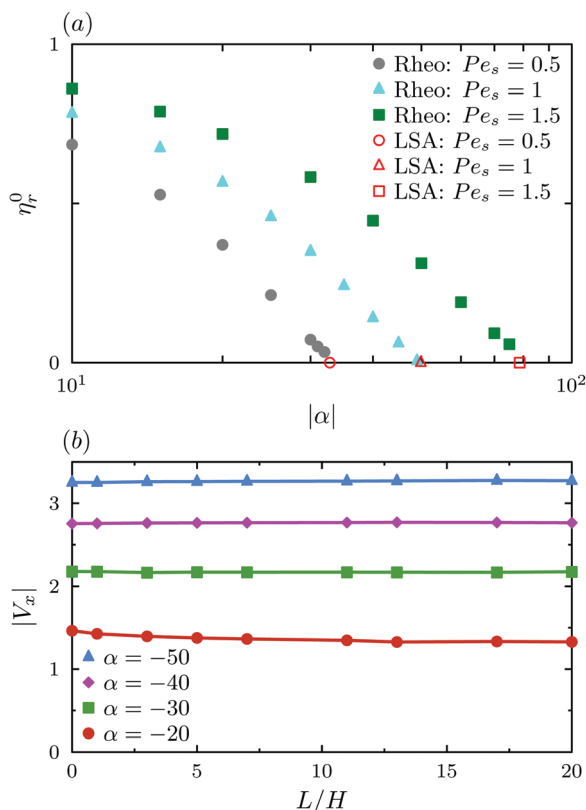 (a)
1
Rheo: Pe_s = 0.5
Rheo: Pe_s = 1
Rheo: Pe_s = 1.5
LSA: Pe_s = 0.5
LSA: Pe_s = 1
LSA: Pe_s = 1.5
η_r^0
0
10^1
10^2
|α|
(b)
3
2
1
0
|V_x|
α = −50
α = −40
α = −30
α = −20
0 5 10 15 20
L/H